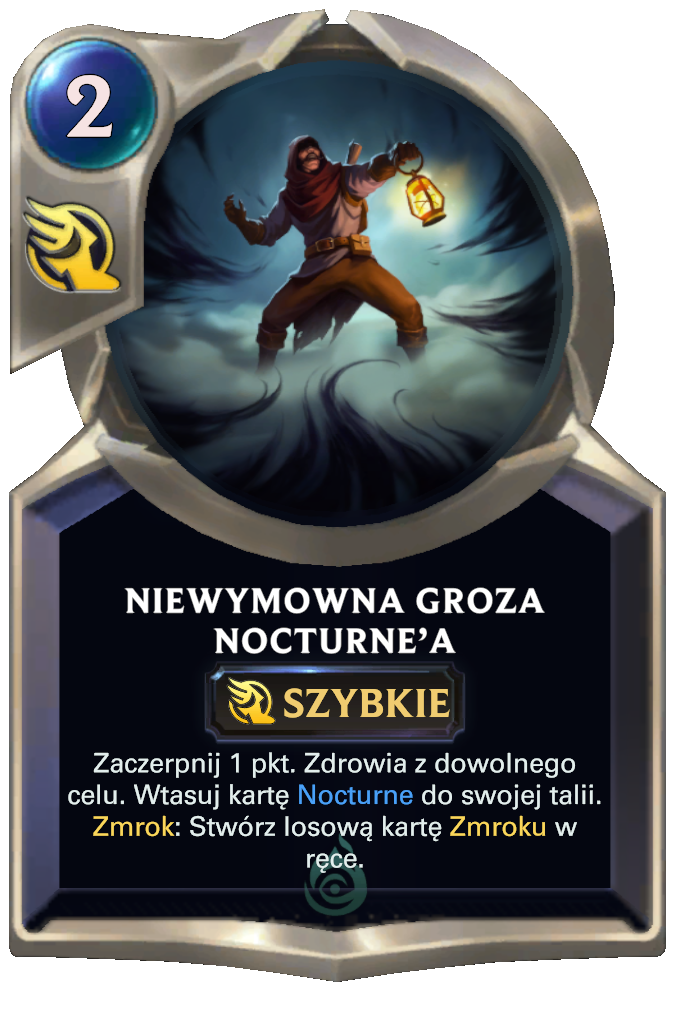 2
NIEWYMOWNA GROZA
NOCTURNE’A
SZYBKIE
Zaczerpnij 1 pkt. Zdrowia z dowolnego
celu. Wtasuj kartę Nocturne do swojej talii.
Zmrok: Stwórz losową kartę Zmroku w
ręce.